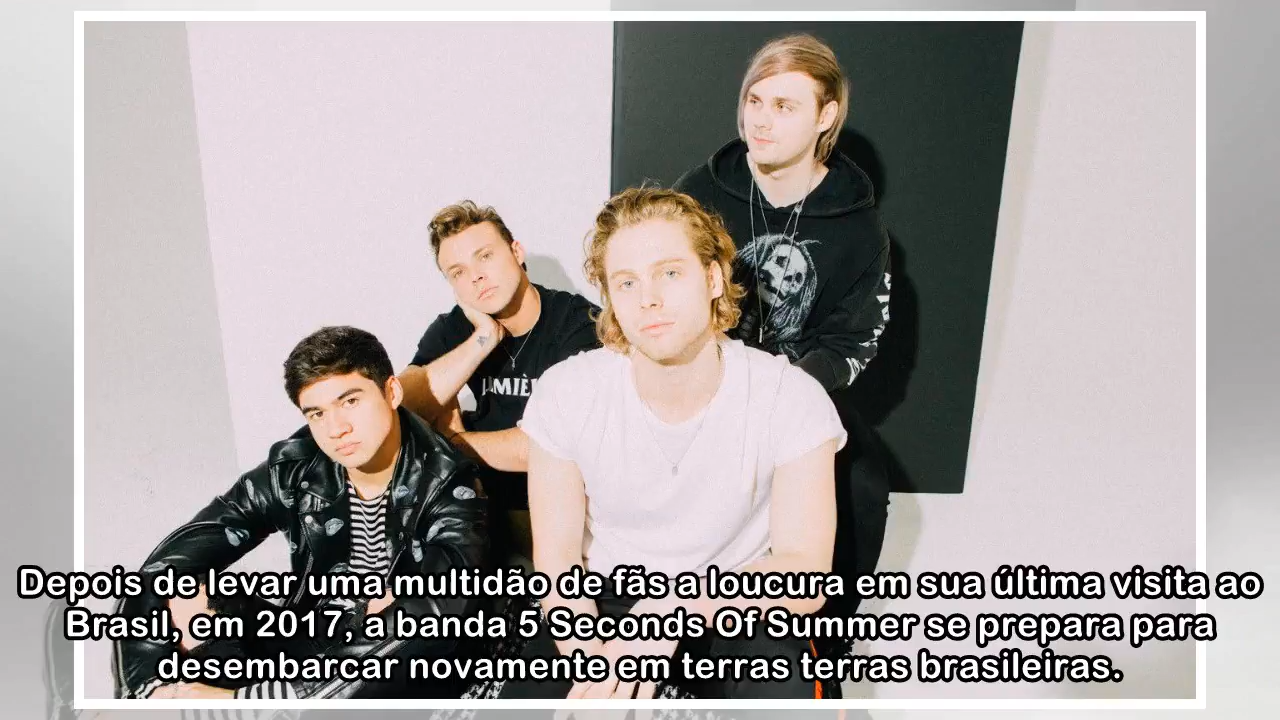 LUMIÈR
Depois de levar uma multidão de fãs a loucura em sua última visita ao
Brasil, em 2017, a banda 5 Seconds Of Summer se prepara para
desembarcar novamente em terras terras brasileiras.